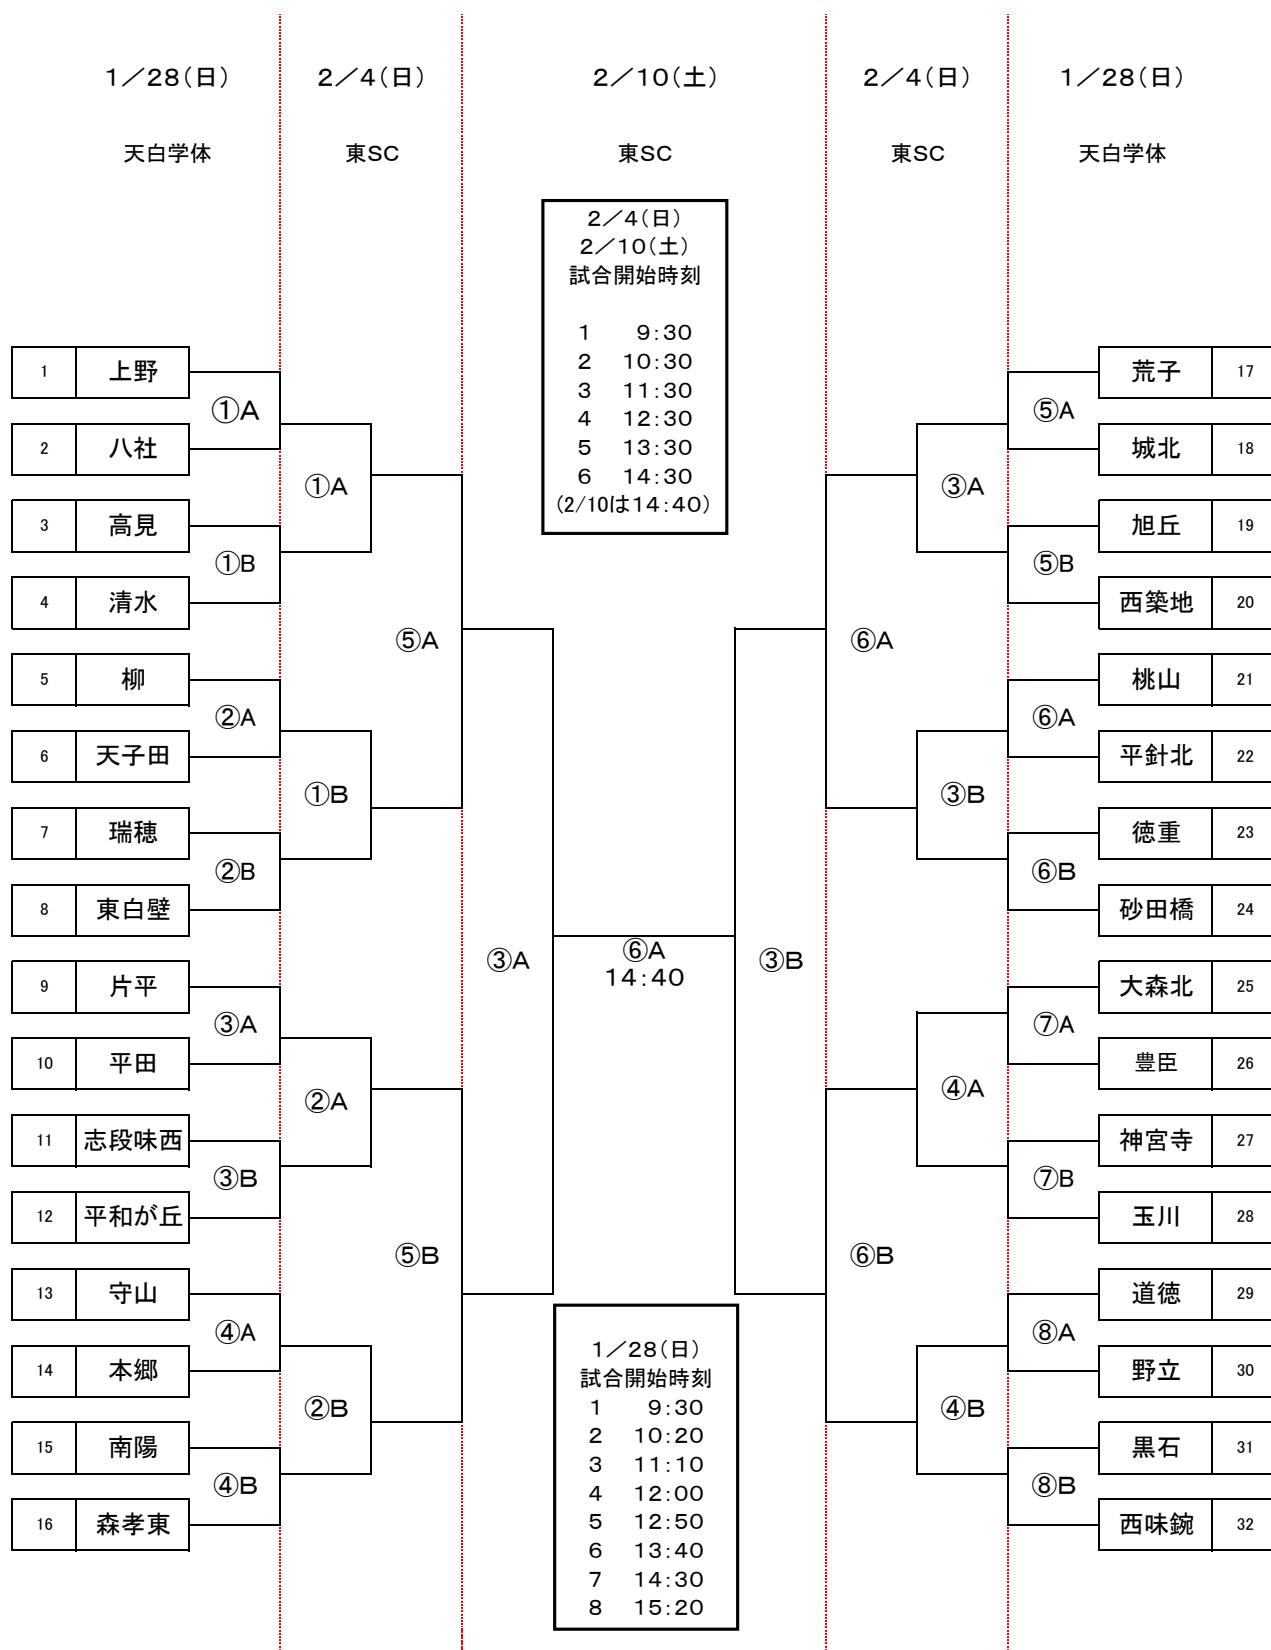 1／28（日）
2／4（日）
2／10（土）
2／4（日）
1／28（日）
天白学体
東SC
東SC
東SC
天白学体
2／4（日）
2／10（土）
試合開始時刻
1 9：30
2 10：30
3 11：30
4 12：30
5 13：30
6 14：30
（2/10は14：40）
1 上野
①A
2 八社
①A
3 高見
①B
4 清水
⑤A
5 柳
②A
6 天子田
①B
7 瑞穂
②B
8 東白壁
③A
9 片平
③A
10 平田
②A
11 志段味西
③B
12 平和が丘
⑤B
13 守山
④A
14 本郷
②B
15 南陽
④B
16 森孝東
⑥A
14：40
荒子 17
⑤A
城北 18
③A
旭丘 19
⑤B
西築地 20
⑥A
桃山 21
⑥A
平針北 22
③B
徳重 23
⑥B
砂田橋 24
③B
大森北 25
⑦A
豊臣 26
④A
神宮寺 27
⑦B
玉川 28
⑥B
道徳 29
⑧A
野立 30
④B
黒石 31
⑧B
西味鋺 32
1／28（日）
試合開始時刻
1 9：30
2 10：20
3 11：10
4 12：00
5 12：50
6 13：40
7 14：30
8 15：20